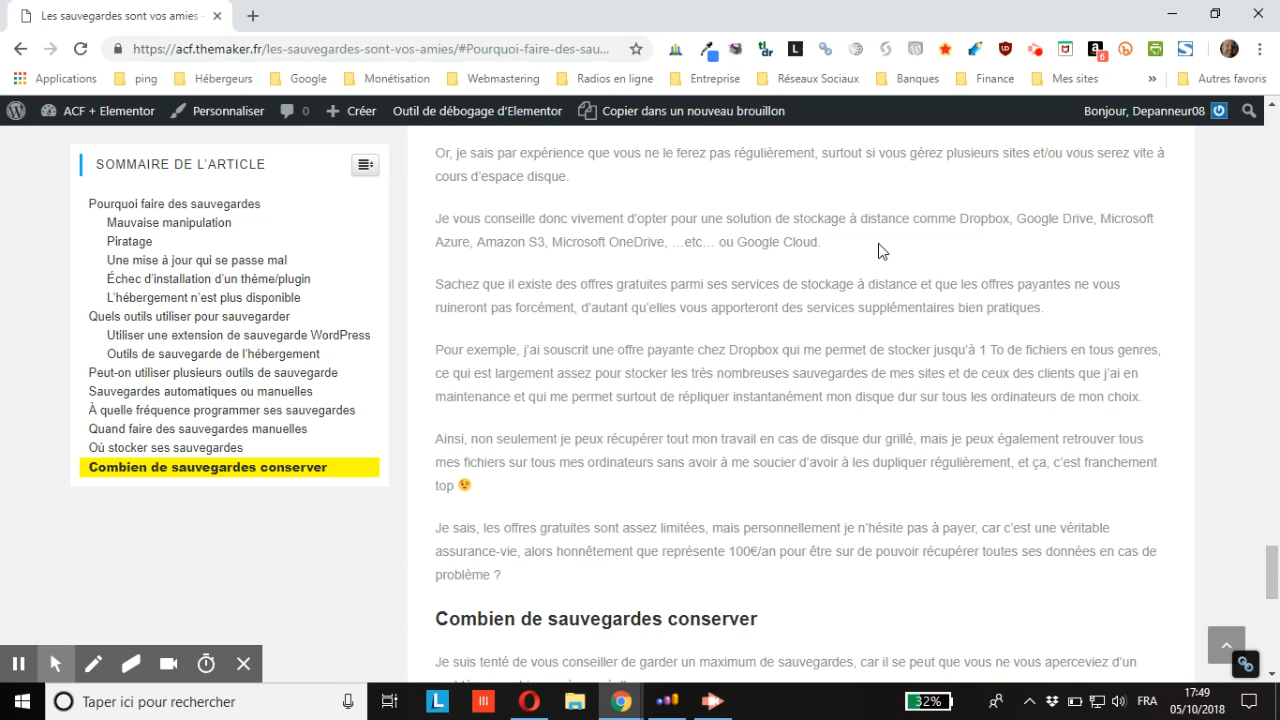 Les sauvegardes sont vos amies
https://acf.themaker.fr/les-sauvegardes-sont-vos-amies/#Pourquoi-faire-des-sau...
Applications ping Hébergeurs Google Monétisation Webmastering Radios en ligne Entreprise Réseaux Sociaux Banques Finance Mes sites » Autres favoris
ACF + Elementor Personnaliser 0 Créer Outil de débogage d'Elementor Copier dans un nouveau brouillon Bonjour, Depanneur08
SOMMAIRE DE L'ARTICLE
Pourquoi faire des sauvegardes
Mauvaise manipulation
Piratage
Une mise à jour qui se passe mal
Échec d'installation d'un thème/plugin
L'hébergement n'est plus disponible
Quels outils utiliser pour sauvegarder
Utiliser une extension de sauvegarde WordPress
Outils de sauvegarde de l'hébergement
Peut-on utiliser plusieurs outils de sauvegarde
Sauvegardes automatiques ou manuelles
À quelle fréquence programmer ses sauvegardes
Quand faire des sauvegardes manuelles
Où stocker ses sauvegardes
Combien de sauvegardes conserver
Or, je sais par expérience que vous ne le ferez pas régulièrement, surtout si vous gérez plusieurs sites et/ou vous serez vite à
cours d'espace disque.
Je vous conseille donc vivement d'opter pour une solution de stockage à distance comme Dropbox, Google Drive, Microsoft
Azure, Amazon S3, Microsoft OneDrive, …etc… ou Google Cloud.
Sachez que il existe des offres gratuites parmi ses services de stockage à distance et que les offres payantes ne vous
ruineront pas forcément, d'autant qu'elles vous apporteront des services supplémentaires bien pratiques.
Pour exemple, j'ai souscrit une offre payante chez Dropbox qui me permet de stocker jusqu'à 1 To de fichiers en tous genres,
ce qui est largement assez pour stocker les très nombreuses sauvegardes de mes sites et de ceux des clients que j'ai en
maintenance et qui me permet surtout de répliquer instantanément mon disque dur sur tous les ordinateurs de mon choix.
Ainsi, non seulement je peux récupérer tout mon travail en cas de disque dur grillé, mais je peux également retrouver tous
mes fichiers sur tous mes ordinateurs sans avoir à me soucier d'avoir à les dupliquer régulièrement, et ça, c'est franchement
top 😉
Je sais, les offres gratuites sont assez limitées, mais personnellement je n'hésite pas à payer, car c'est une véritable
assurance-vie, alors honnêtement que représente 100€/an pour être sur de pouvoir récupérer toutes ses données en cas de
problème ?
Combien de sauvegardes conserver
Je suis tenté de vous conseiller de garder un maximum de sauvegardes, car il se peut que vous ne vous aperceviez d'un
Taper ici pour rechercher
32%
FRA
17:49
05/10/2018